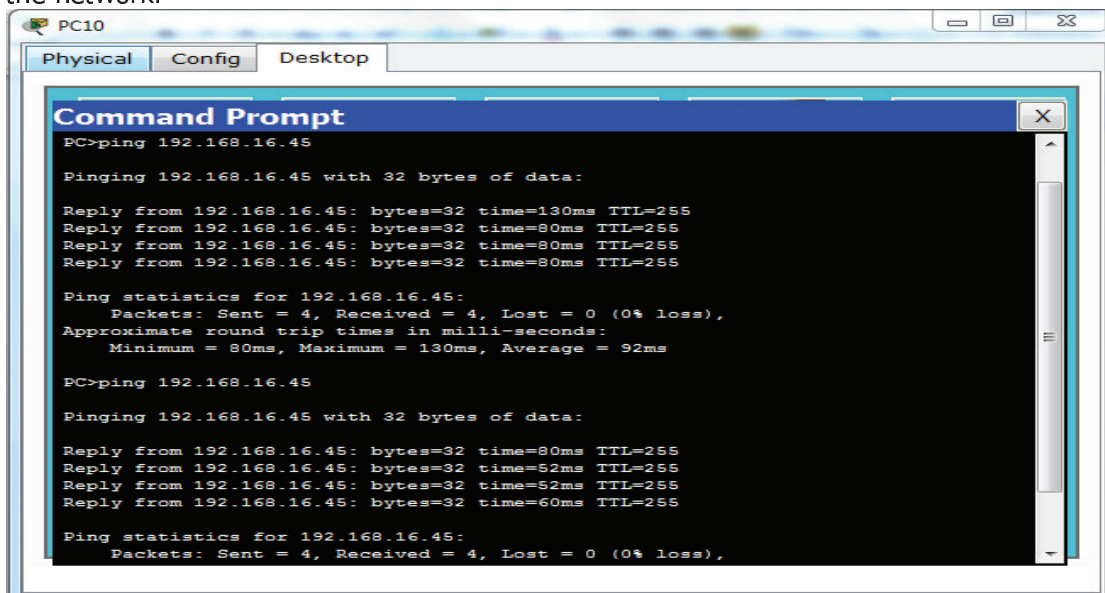 the network.
PC10
Physical Config Desktop
Command Prompt
X
PC>ping 192.168.16.45
Pinging 192.168.16.45 with 32 bytes of data:
Reply from 192.168.16.45: bytes=32 time=130ms TTL=255
Reply from 192.168.16.45: bytes=32 time=80ms TTL=255
Reply from 192.168.16.45: bytes=32 time=80ms TTL=255
Reply from 192.168.16.45: bytes=32 time=80ms TTL=255
Ping statistics for 192.168.16.45:
Packets: Sent = 4, Received = 4, Lost = 0 (0% loss),
Approximate round trip times in milli-seconds:
Minimum = 80ms, Maximum = 130ms, Average = 92ms
PC>ping 192.168.16.45
Pinging 192.168.16.45 with 32 bytes of data:
Reply from 192.168.16.45: bytes=32 time=80ms TTL=255
Reply from 192.168.16.45: bytes=32 time=52ms TTL=255
Reply from 192.168.16.45: bytes=32 time=52ms TTL=255
Reply from 192.168.16.45: bytes=32 time=60ms TTL=255
Ping statistics for 192.168.16.45:
Packets: Sent = 4, Received = 4, Lost = 0 (0% loss),